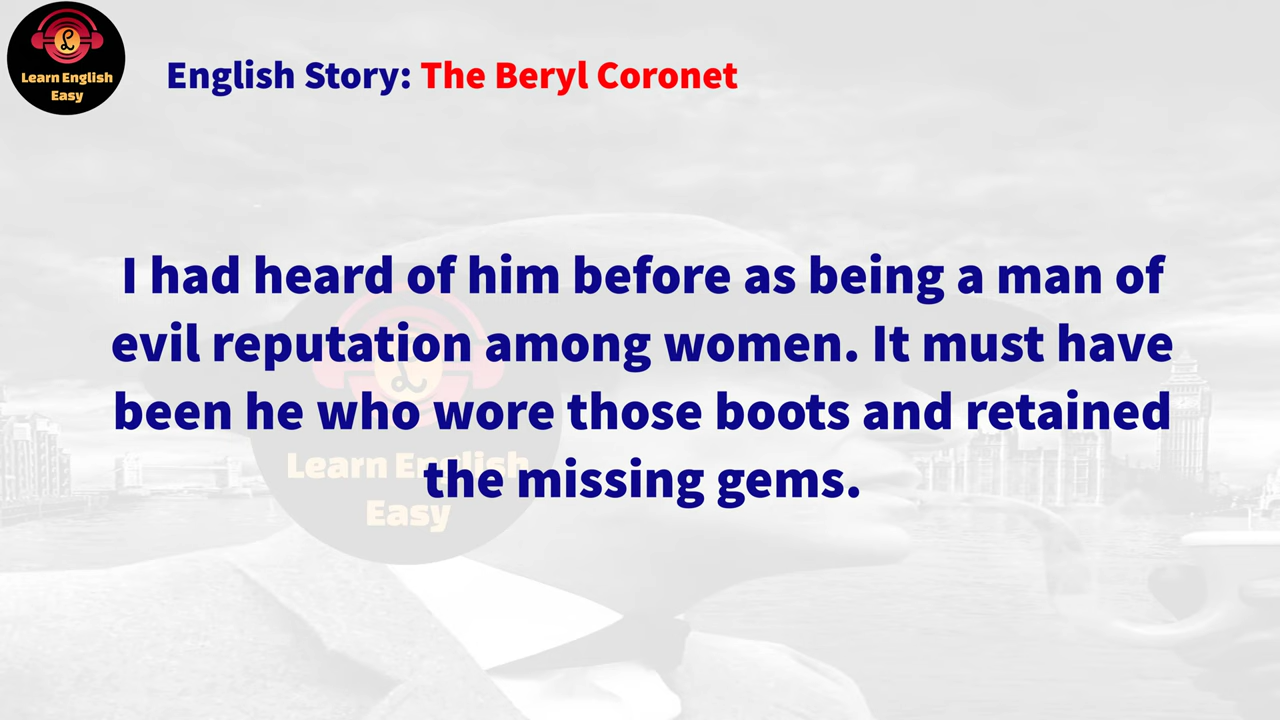 Learn English
Easy
English Story: The Beryl Coronet
I had heard of him before as being a man of
evil reputation among women. It must have
been he who wore those boots and retained
the missing gems.
Learn English
Easy